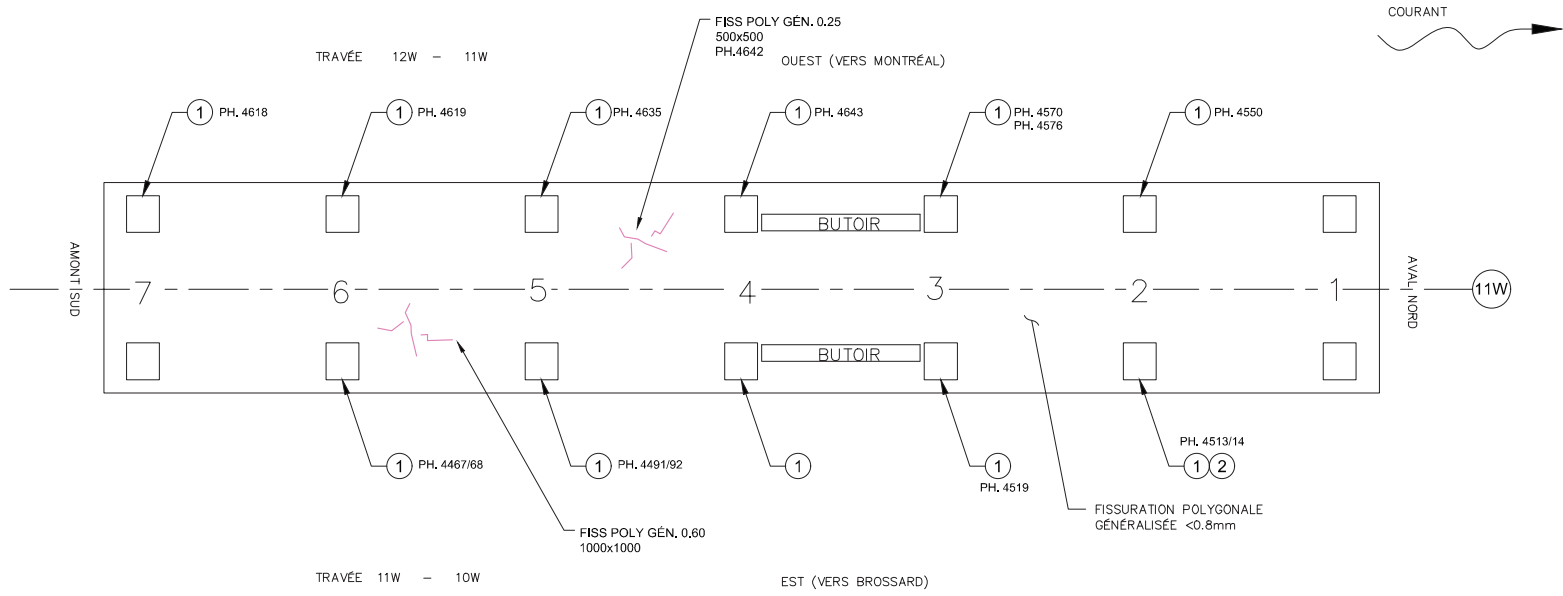 COURANT
FISS POLY GÉN. 0.25
500x500
PH.4642
TRAVÉE 12W – 11W
OUEST (VERS MONTRÉAL)
1 PH. 4618
1 PH. 4619
1 PH. 4635
1 PH. 4643
1 PH. 4570
PH. 4576
1 PH. 4550
BUTOIR
AMONT SUD
7 6 5 4 3 2 1
AVAL NORD
11W
BUTOIR
1 PH. 4467/68
1 PH. 4491/92
1
1
PH. 4519
PH. 4513/14
1 2
FISSURATION POLYGONALE
GÉNÉRALISÉE <0.8mm
FISS POLY GÉN. 0.60
1000x1000
TRAVÉE 11W – 10W
EST (VERS BROSSARD)